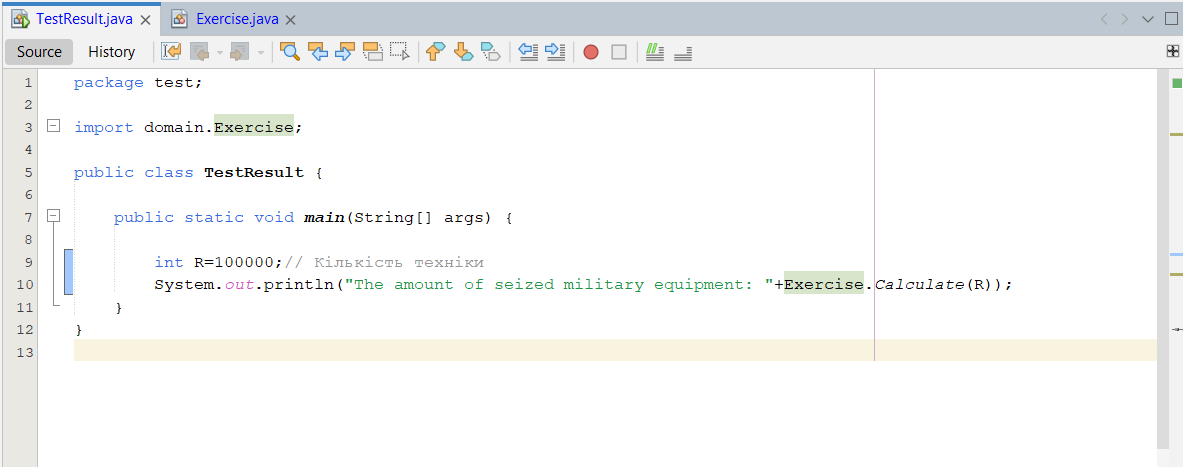 TestResult.java Exercise.java
Source History
1 package test;
2
3 import domain.Exercise;
4
5 public class TestResult {
6
7 public static void main(String[] args) {
8
9 int R=100000;// Кількість техніки
10 System.out.println("The amount of seized military equipment: "+Exercise.Calculate(R));
11 }
12 }
13